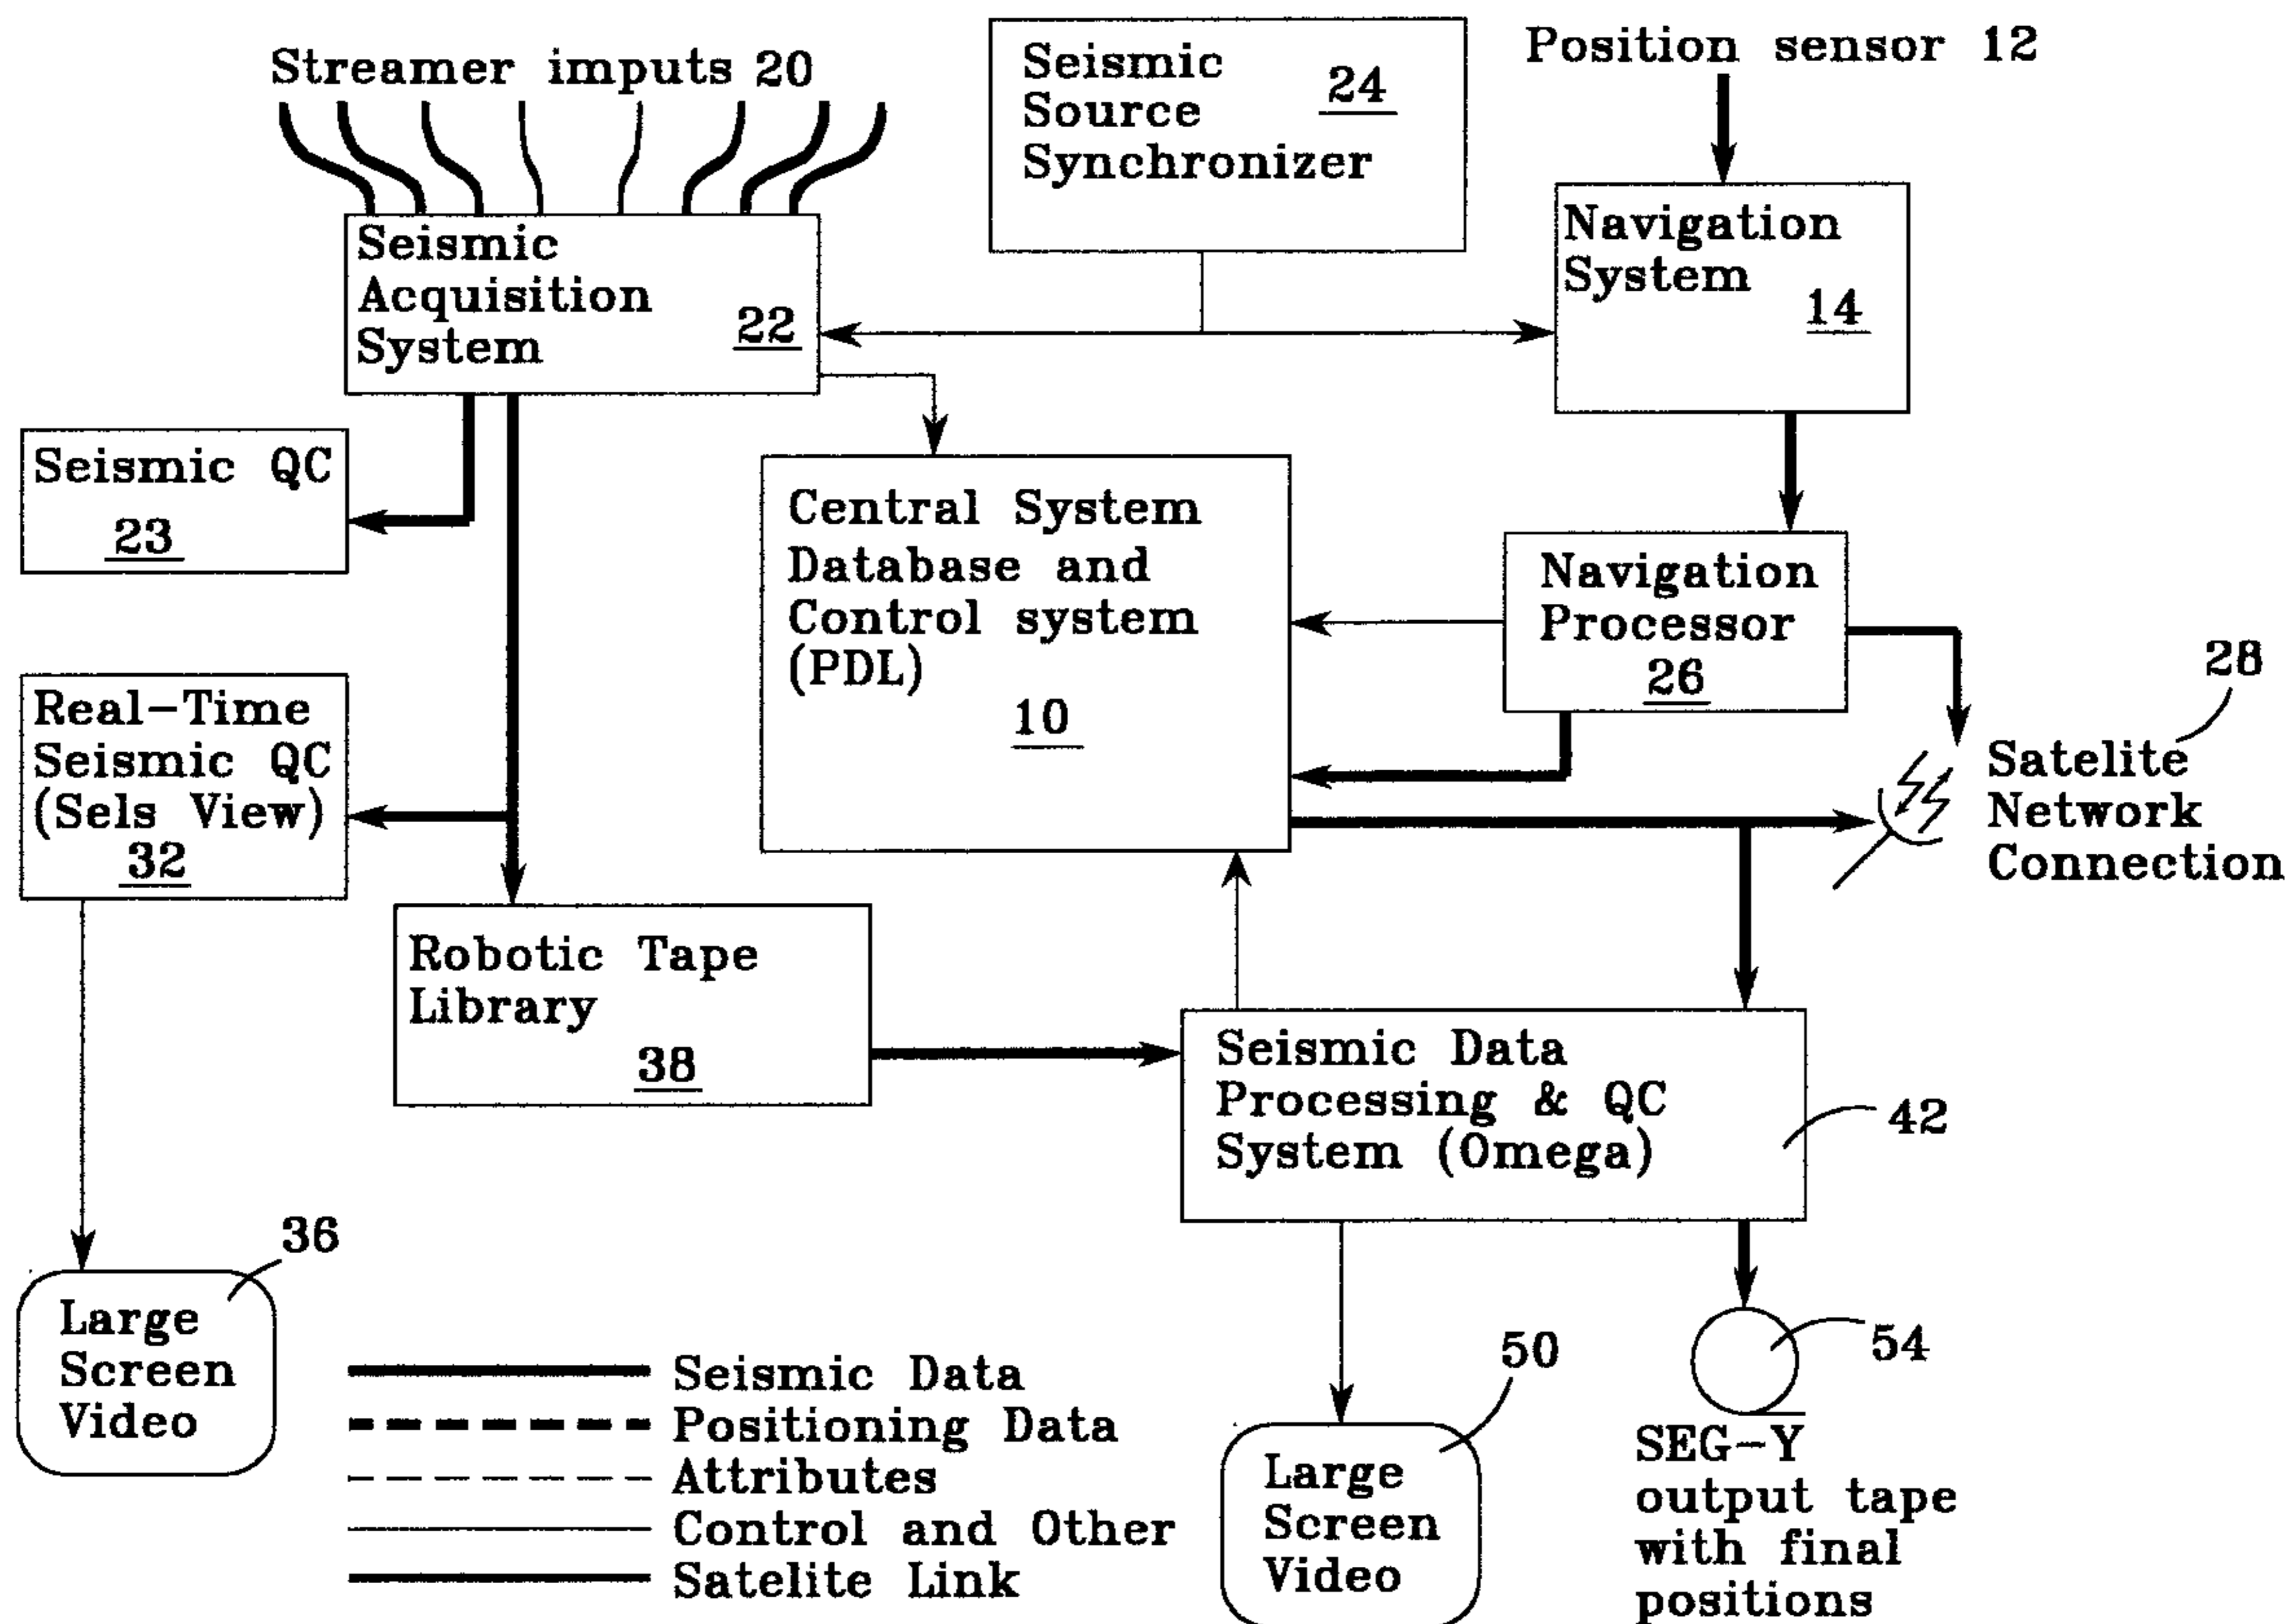 Streamer imputs 20
Seismic
Source
Synchronizer
24
Position sensor 12
Seismic
Acquisition
System
22
Navigation
System
14
Seismic QC
23
Central System
Database and
Control system
(PDL)
10
Navigation
Processor
26
28
Satelite
Network
Connection
Real-Time
Seismic QC
(Sels View)
32
Robotic Tape
Library
38
Seismic Data
Processing & QC
System (Omega)
42
36
Large
Screen
Video
50
Large
Screen
Video
54
SEG-Y
output tape
with final
positions
Seismic Data
Positioning Data
Attributes
Control and Other
Satelite Link